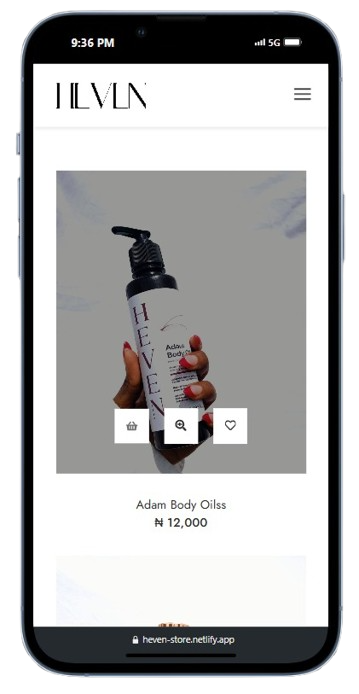 9:36 PM
5G
HEVEN
HEVEN
Adam
Body
Adam Body Oilss
₦ 12,000
heven-store.netlify.app